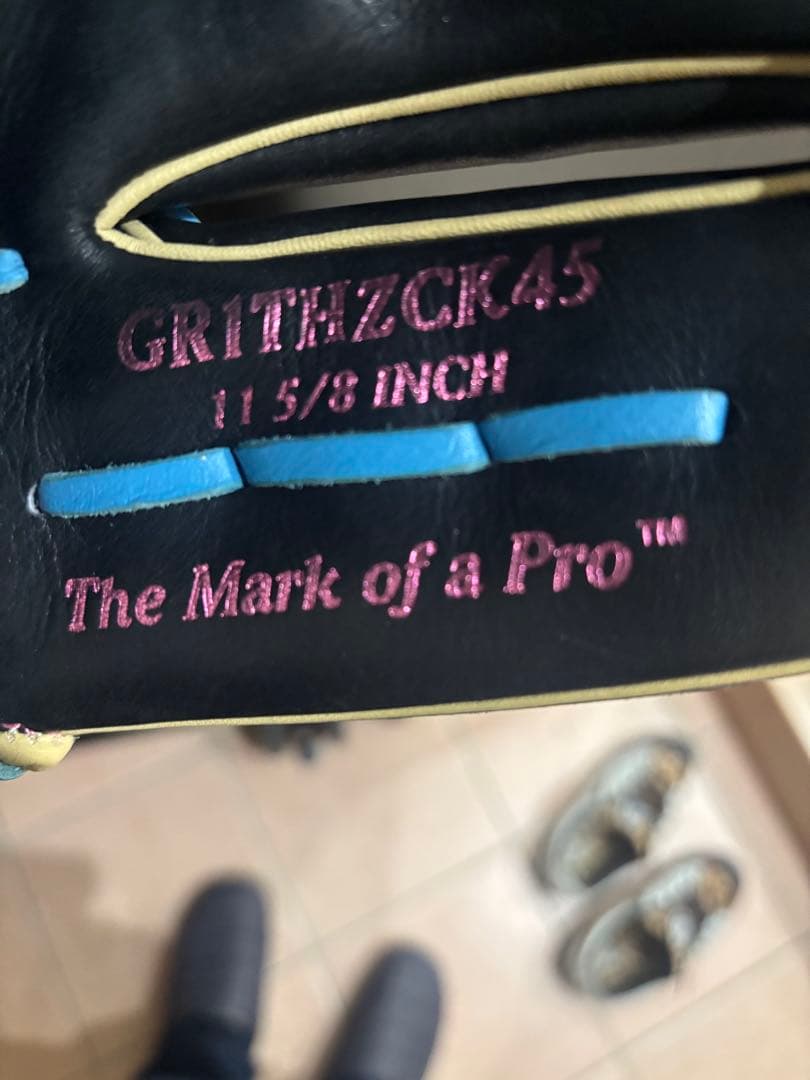 GR1THZCK45
11 5/8 INCH
The Mark of a Pro™